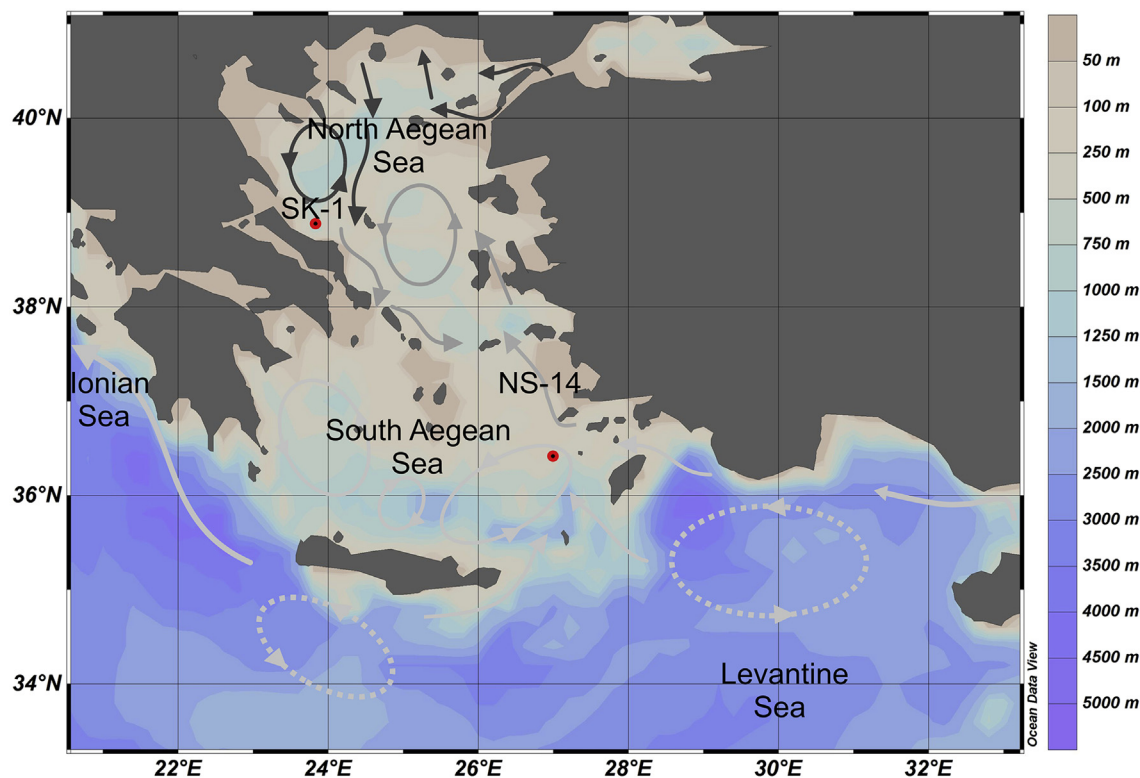 40°N
38°N
36°N
34°N
22°E
24°E
26°E
28°E
30°E
32°E
North Aegean
Sea
SK-1
NS-14
Ionian
Sea
South Aegean
Sea
Levantine
Sea
Ocean Data View
50 m
100 m
250 m
500 m
750 m
1000 m
1250 m
1500 m
2000 m
2500 m
3000 m
3500 m
4000 m
4500 m
5000 m